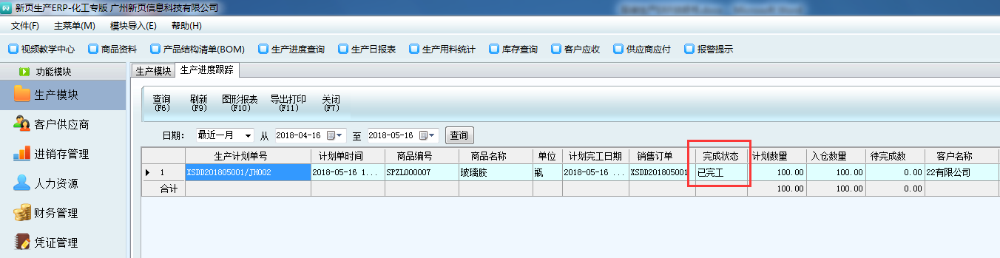 新页生产ERP-化工专版 广州新页信息科技有限公司
文件(F) 主菜单(M) 模块导入(E) 帮助(H)
视频教学中心 商品资料 产品结构清单(BOM) 生产进度查询 生产日报表 生产用料统计 库存查询 客户应收 供应商应付 报警提示
功能模块
生产模块
客户供应商
进销存管理
人力资源
财务管理
凭证管理
生产模块 生产进度跟踪
查询 刷新 图形报表 导出打印 关闭
(F6) (F9) (F10) (F11) (F7)
日期: 最近一月 从 2018-04-16 至 2018-05-16 查询
生产计划单号 计划单时间 商品编号 商品名称 单位 计划完工日期 销售订单 完成状态 计划数量 入仓数量 待完成数 客户名称
1 XSDD201805001/JH002 2018-05-16 1... SPZL000007 玻璃胶 瓶 2018-05-16 ... XSDD201805001 已完工 100.00 100.00 0.00 22有限公司
合计 100.00 100.00 0.00